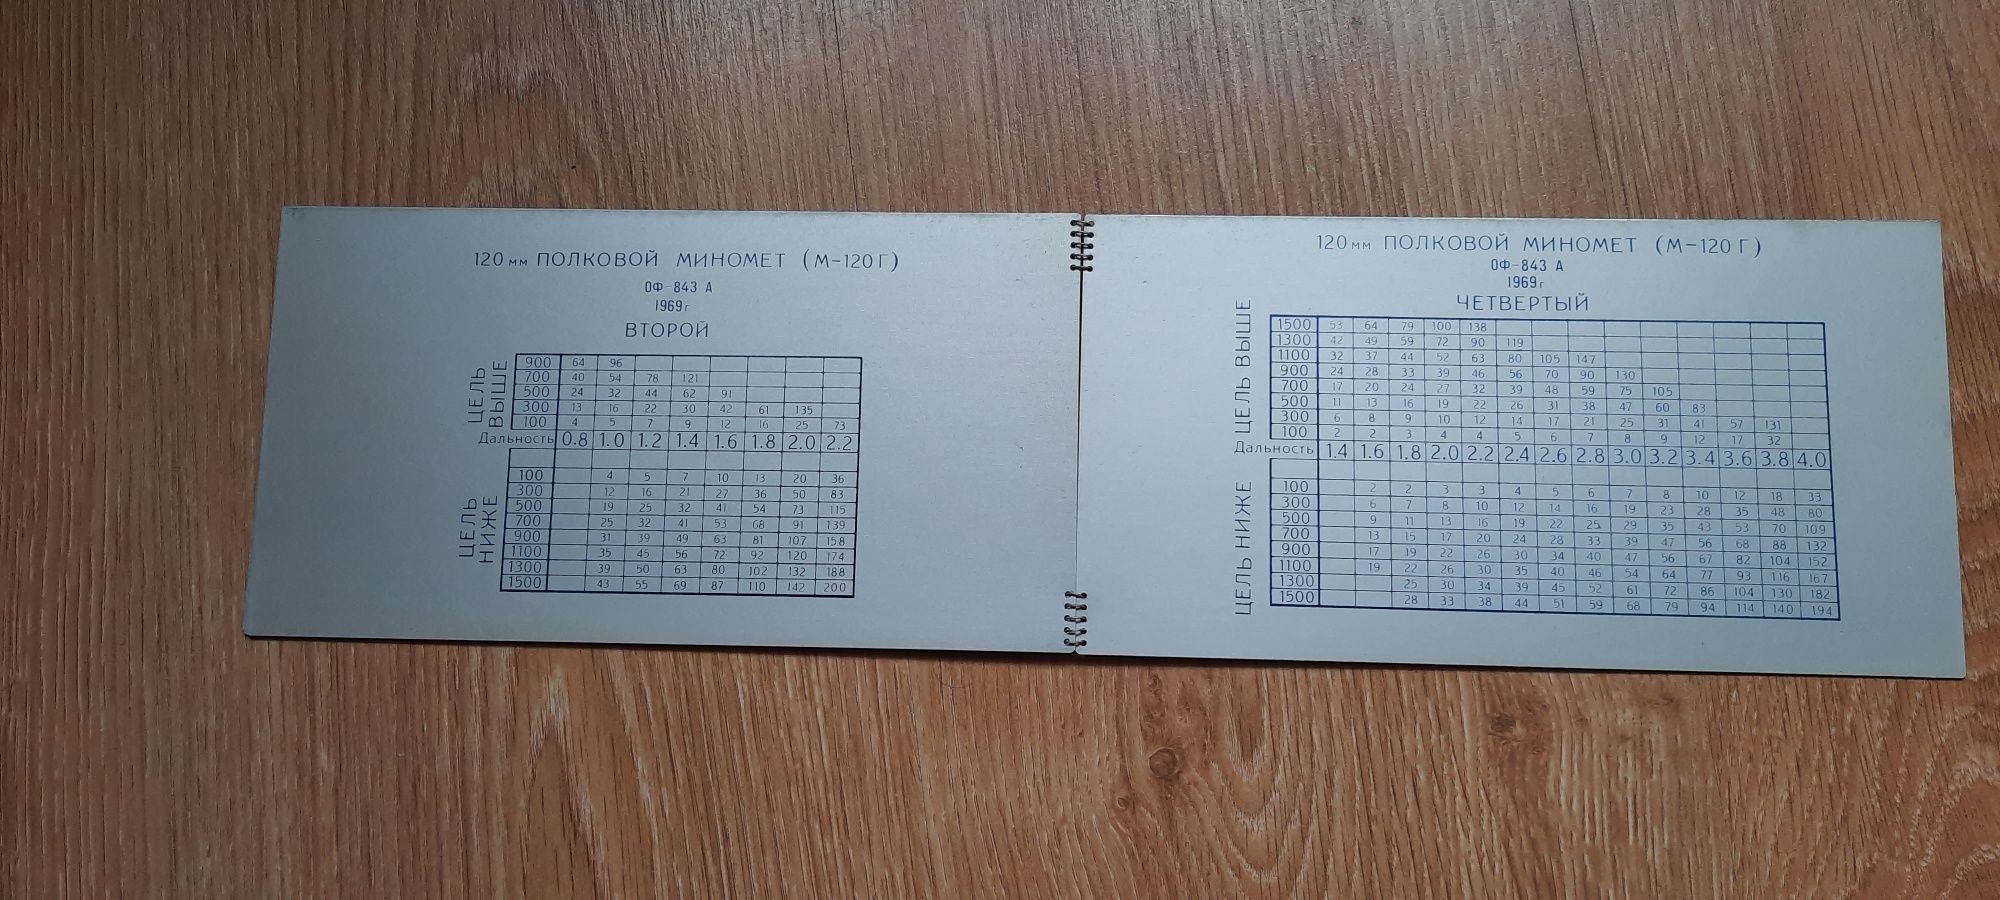 120 мм ПОЛКОВОЙ МИНОМЕТ (М-120 Г)
ОФ-843 А
1969 г
ВТОРОЙ
ЦЕЛЬ ВЫШЕ
900 64 96
700 40 54 78 121
500 24 32 44 62 91
300 13 16 22 30 42 61 135
100 4 5 7 9 12 16 25 73
Дальность 0.8 1.0 1.2 1.4 1.6 1.8 2.0 2.2
ЦЕЛЬ НИЖЕ
100 4 5 7 10 13 20 36
300 12 16 21 27 36 50 83
500 19 25 32 41 54 73 115
700 25 32 41 53 68 91 139
900 31 39 49 63 81 107 158
1100 35 45 56 72 92 120 174
1300 39 50 63 80 102 132 188
1500 43 55 69 87 110 142 200
120 мм ПОЛКОВОЙ МИНОМЕТ (М-120 Г)
ОФ-843 А
1969 г
ЧЕТВЕРТЫЙ
ЦЕЛЬ ВЫШЕ
1500 53 64 79 100 138
1300 42 49 59 72 90 119
1100 32 37 44 52 63 80 105 147
900 24 28 33 39 46 56 70 90 130
700 17 20 24 27 32 39 48 59 75 105
500 11 13 16 19 22 26 31 38 47 60 83
300 6 8 9 10 12 14 17 21 25 31 41 57 131
100 2 2 3 4 4 5 6 7 8 9 12 17 32
Дальность 1.4 1.6 1.8 2.0 2.2 2.4 2.6 2.8 3.0 3.2 3.4 3.6 3.8 4.0
ЦЕЛЬ НИЖЕ
100 2 2 3 3 4 5 6 7 8 10 12 18 33
300 6 7 8 10 12 14 16 19 23 28 35 48 80
500 9 11 13 16 19 22 25 29 35 43 53 70 109
700 13 15 17 20 24 28 33 39 47 56 68 88 132
900 17 19 22 26 30 34 40 47 56 67 82 104 152
1100 19 22 26 30 35 40 46 54 64 77 93 116 167
1300 25 30 34 39 45 52 61 72 86 104 130 182
1500 28 33 38 44 51 59 68 79 94 114 140 194